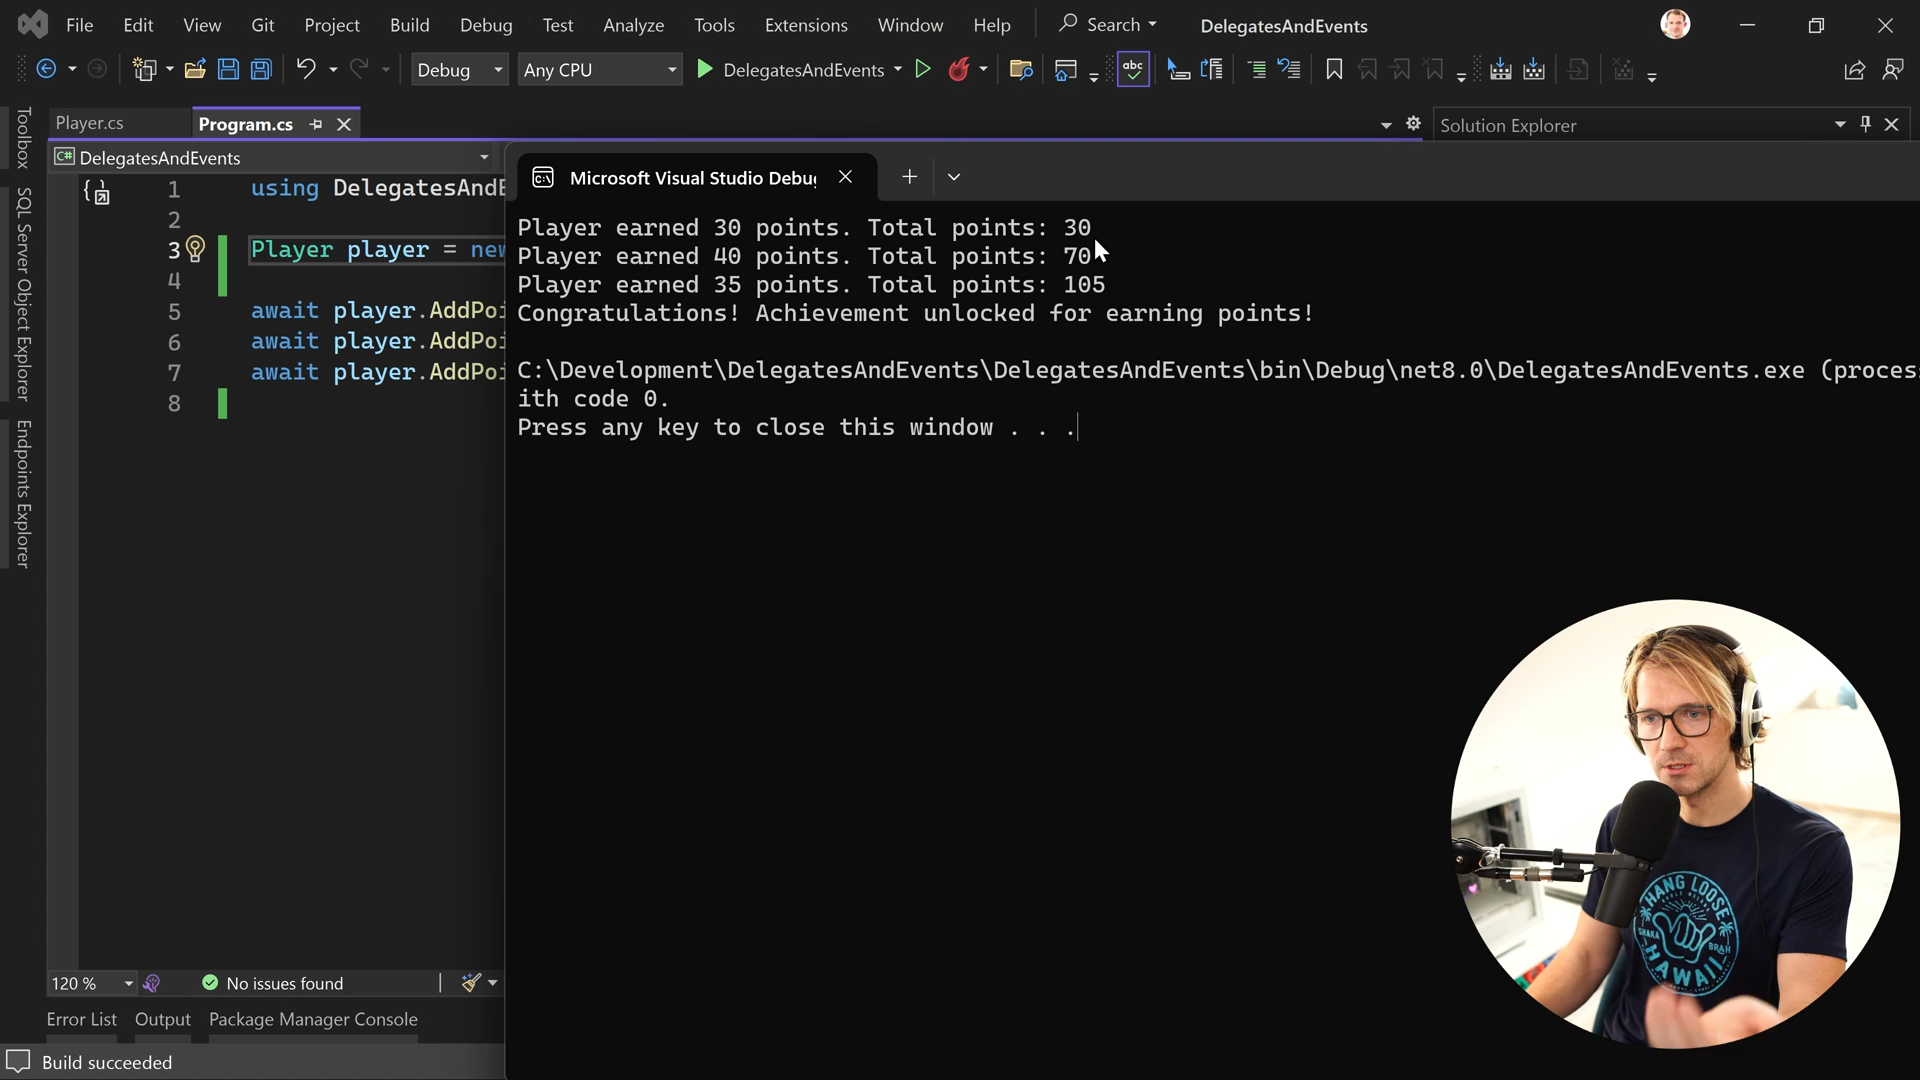 File Edit View Git Project Build Debug Test Analyze Tools Extensions Window Help Search DelegatesAndEvents
Debug Any CPU DelegatesAndEvents abc
Player.cs Program.cs Solution Explorer
Toolbox
SQL Server Object Explorer
Endpoints Explorer
C# DelegatesAndEvents
Microsoft Visual Studio Debu
1 using DelegatesAndE
2
3 Player player = new
4
5 await player.AddPoi
6 await player.AddPoi
7 await player.AddPoi
8
Player earned 30 points. Total points: 30
Player earned 40 points. Total points: 70
Player earned 35 points. Total points: 105
Congratulations! Achievement unlocked for earning points!
C:\Development\DelegatesAndEvents\DelegatesAndEvents\bin\Debug\net8.0\DelegatesAndEvents.exe (proces
ith code 0.
Press any key to close this window . . .
HANG LOOSE
SHAKA
BRAH
HAWAII
120 % No issues found
Error List Output Package Manager Console
Build succeeded